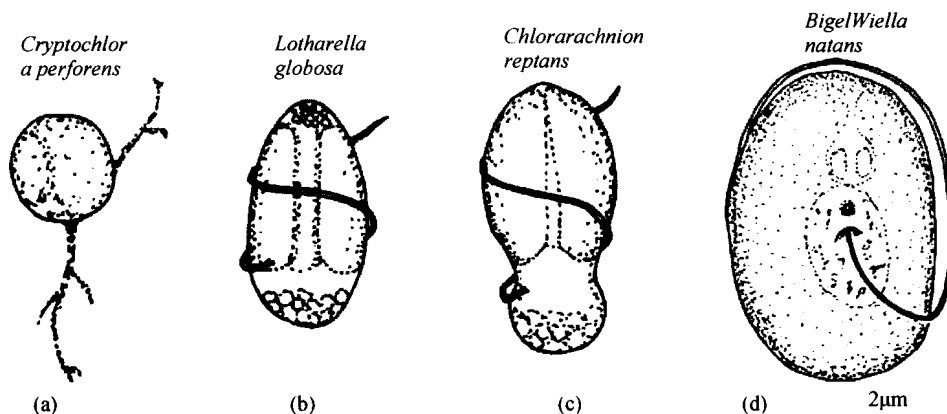 Cryptochlor
a perforens
Lotharella
globosa
Chlorarachnion
reptans
BigelWiella
natans
(a)
(b)
(c)
(d)
2μm